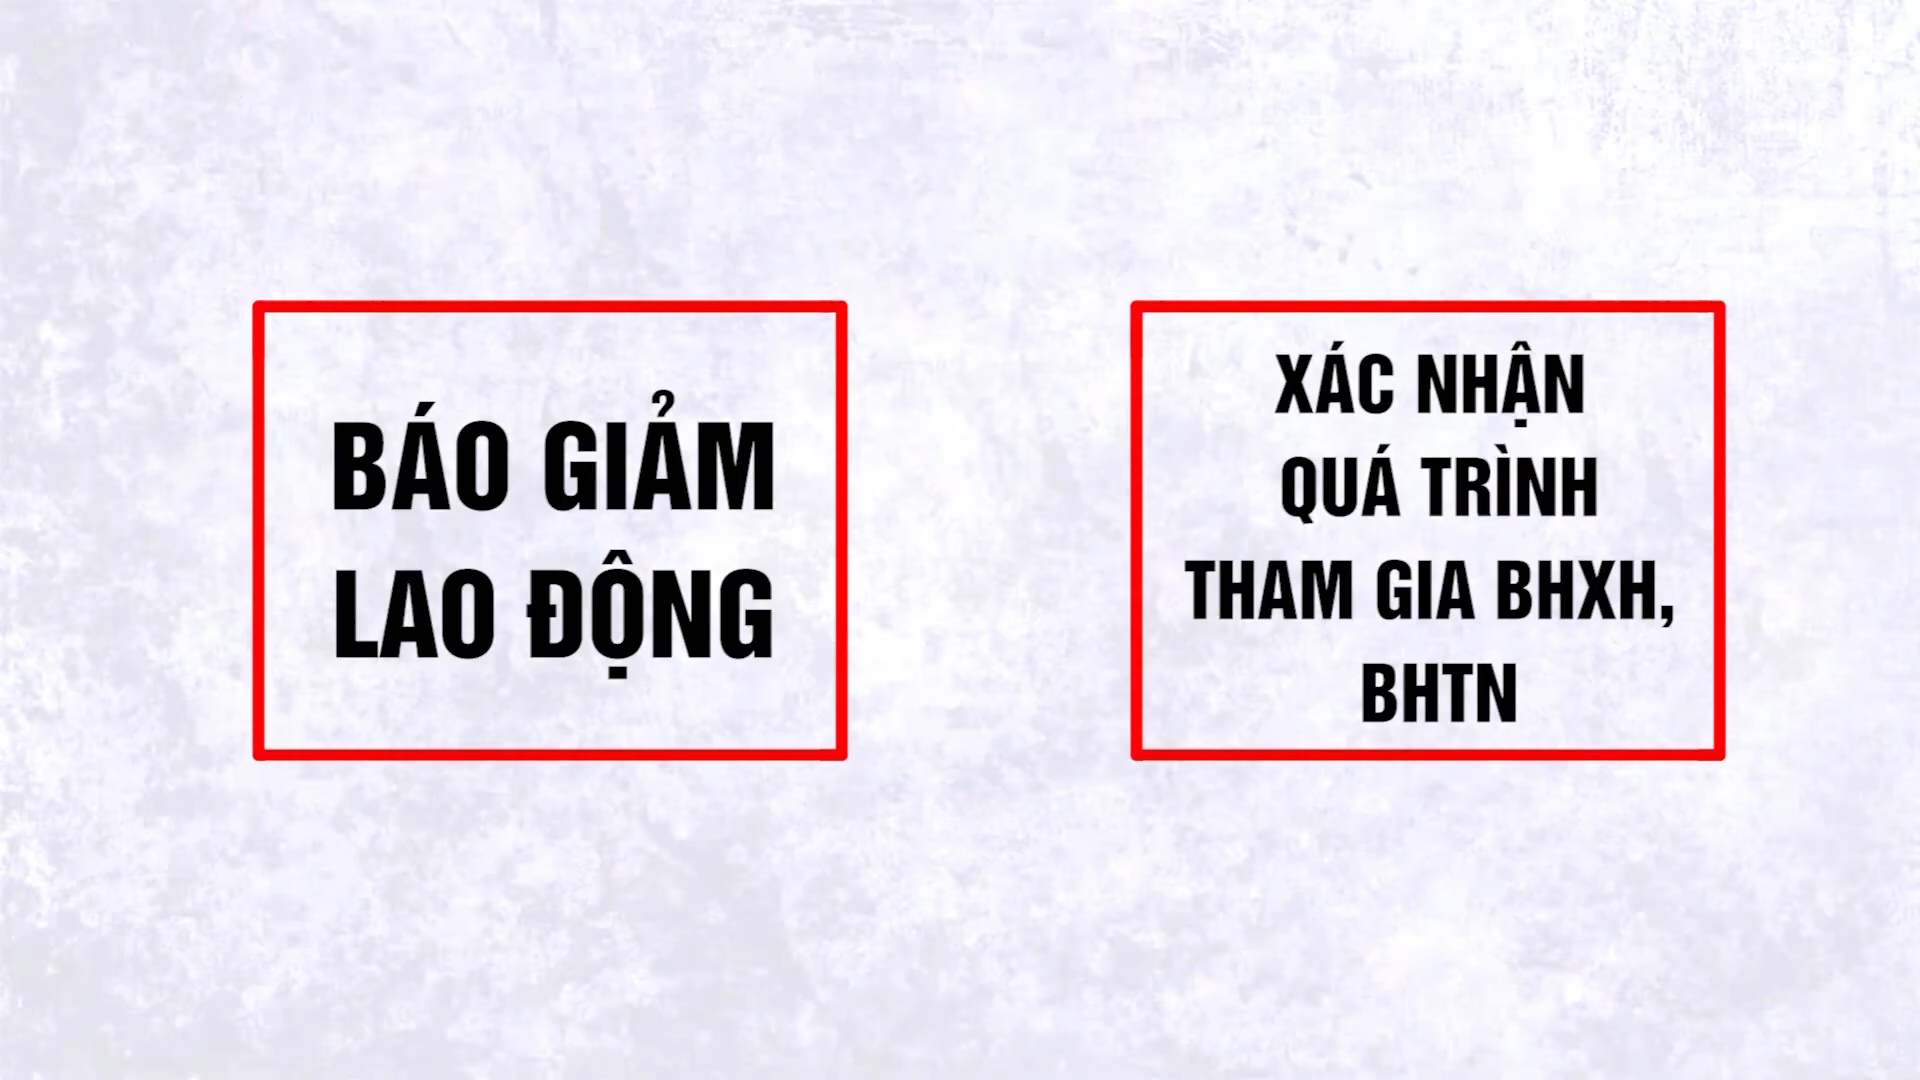 BÁO GIẢM
LAO ĐỘNG
XÁC NHẬN
QUÁ TRÌNH
THAM GIA BHXH,
BHTN